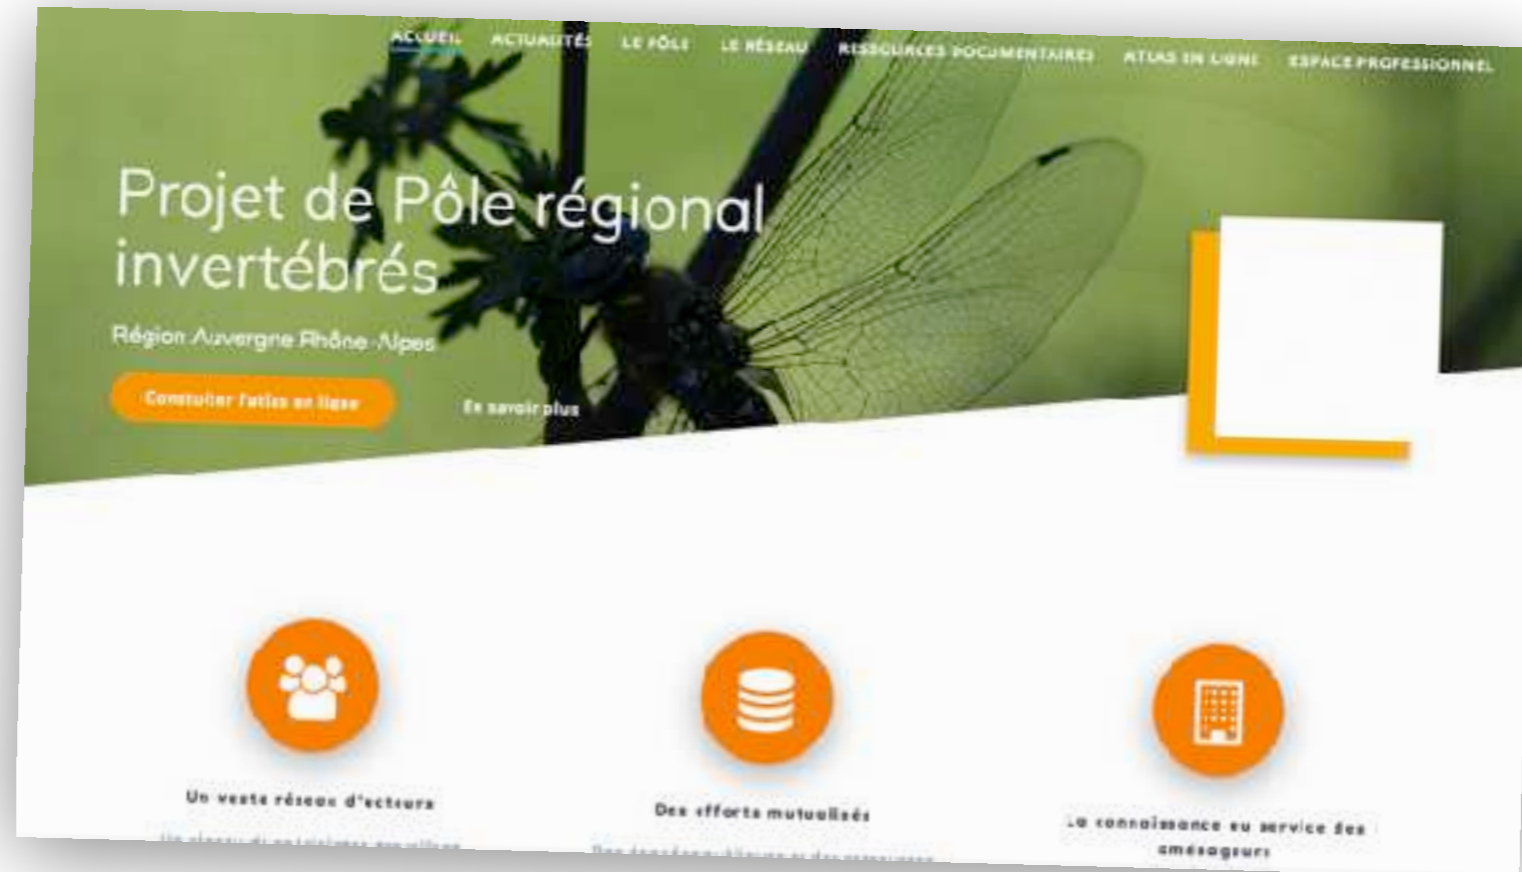 ACCUEIL ACTUALITÉS LE PÔLE LE RÉSEAU RESSOURCES DOCUMENTAIRES ATLAS EN LIGNE ESPACE PROFESSIONNEL
Projet de Pôle régional
invertébrés
Région Auvergne-Rhône-Alpes
Consulter l'atlas en ligne
En savoir plus
Un vaste réseau d'acteurs
Des efforts mutualisés
La connaissance au service des
aménageurs